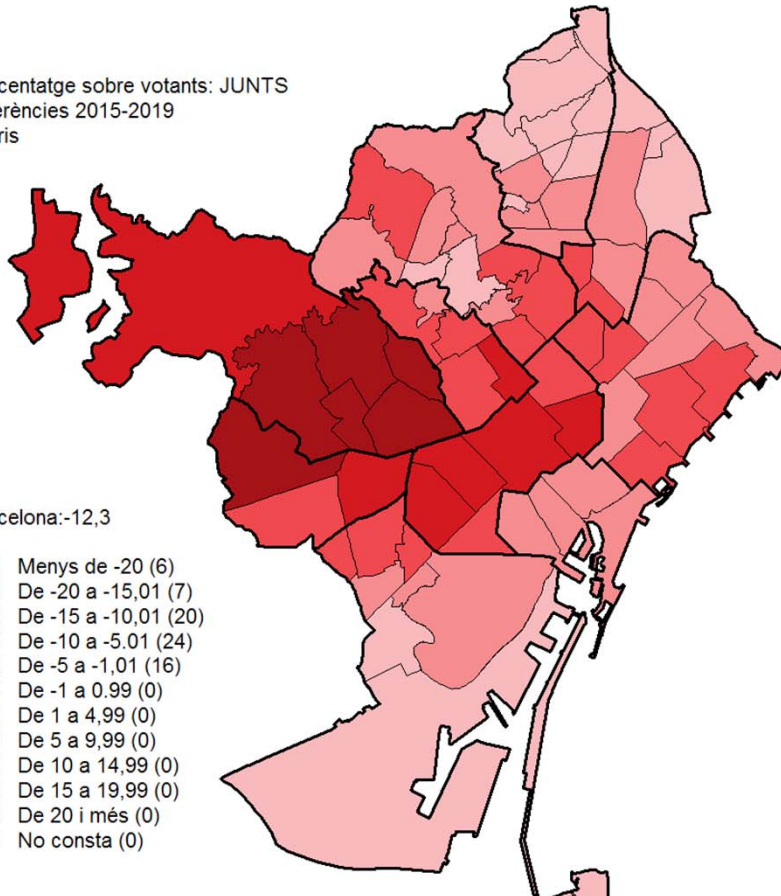 centatge sobre votants: JUNTS
erències 2015-2019
ris
celona:-12,3
Menys de -20 (6)
De -20 a -15,01 (7)
De -15 a -10,01 (20)
De -10 a -5.01 (24)
De -5 a -1,01 (16)
De -1 a 0.99 (0)
De 1 a 4,99 (0)
De 5 a 9,99 (0)
De 10 a 14,99 (0)
De 15 a 19,99 (0)
De 20 i més (0)
No consta (0)